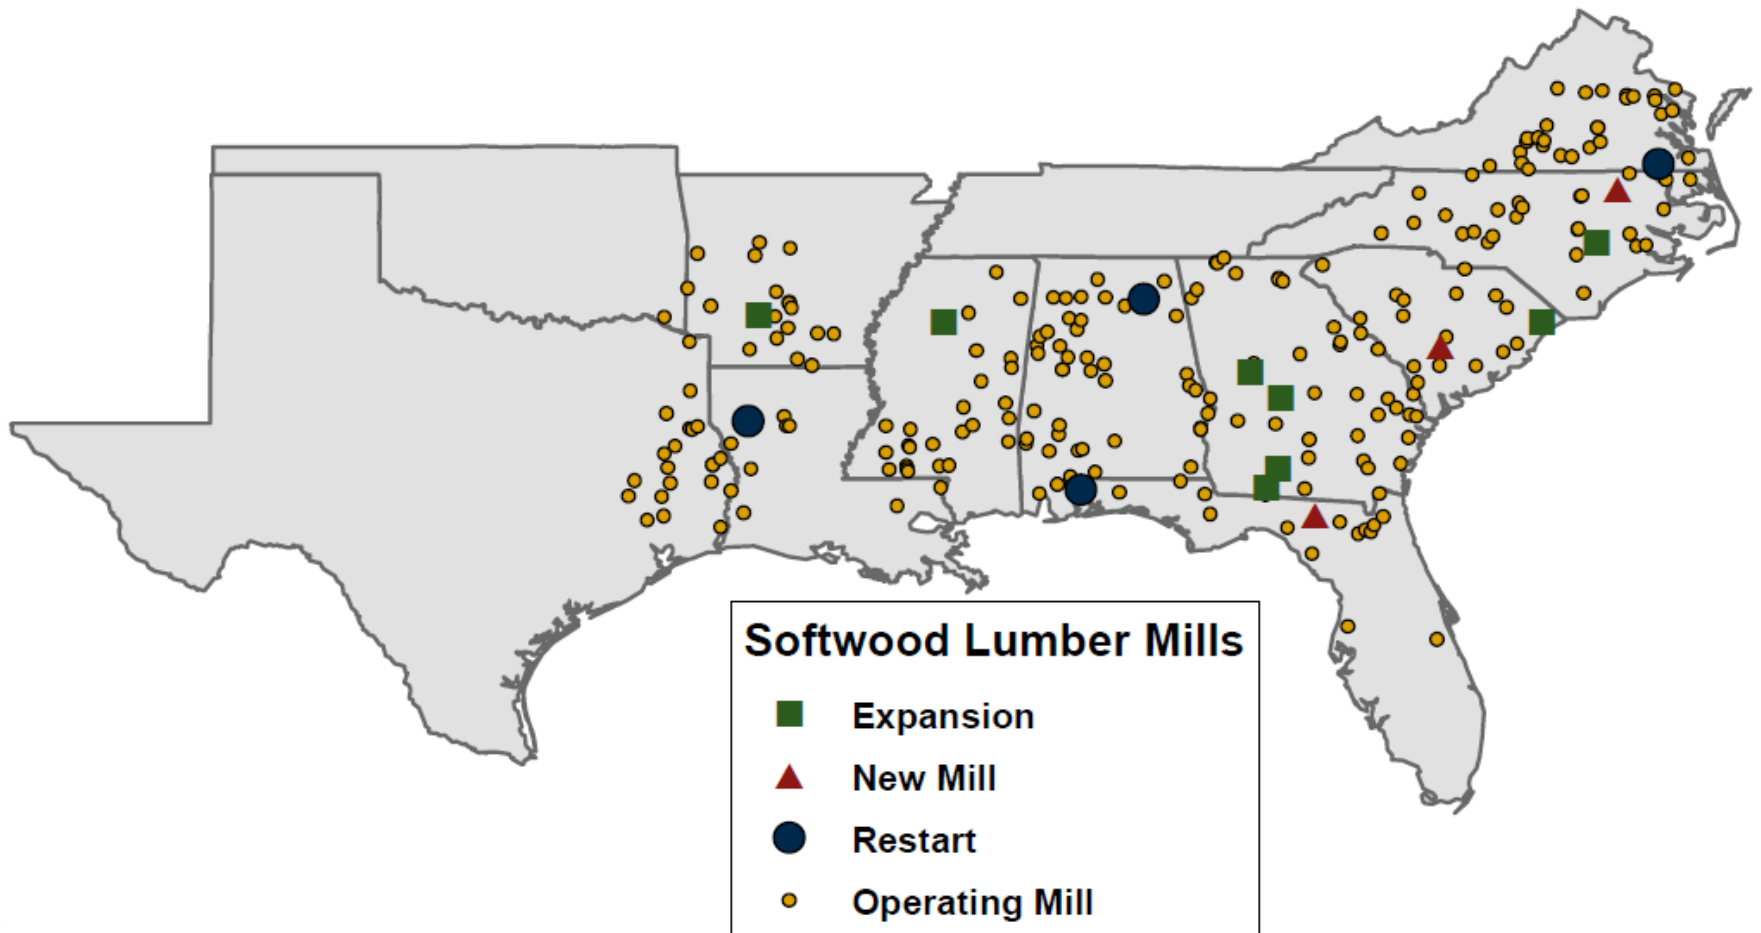 Softwood Lumber Mills
Expansion
New Mill
Restart
Operating Mill